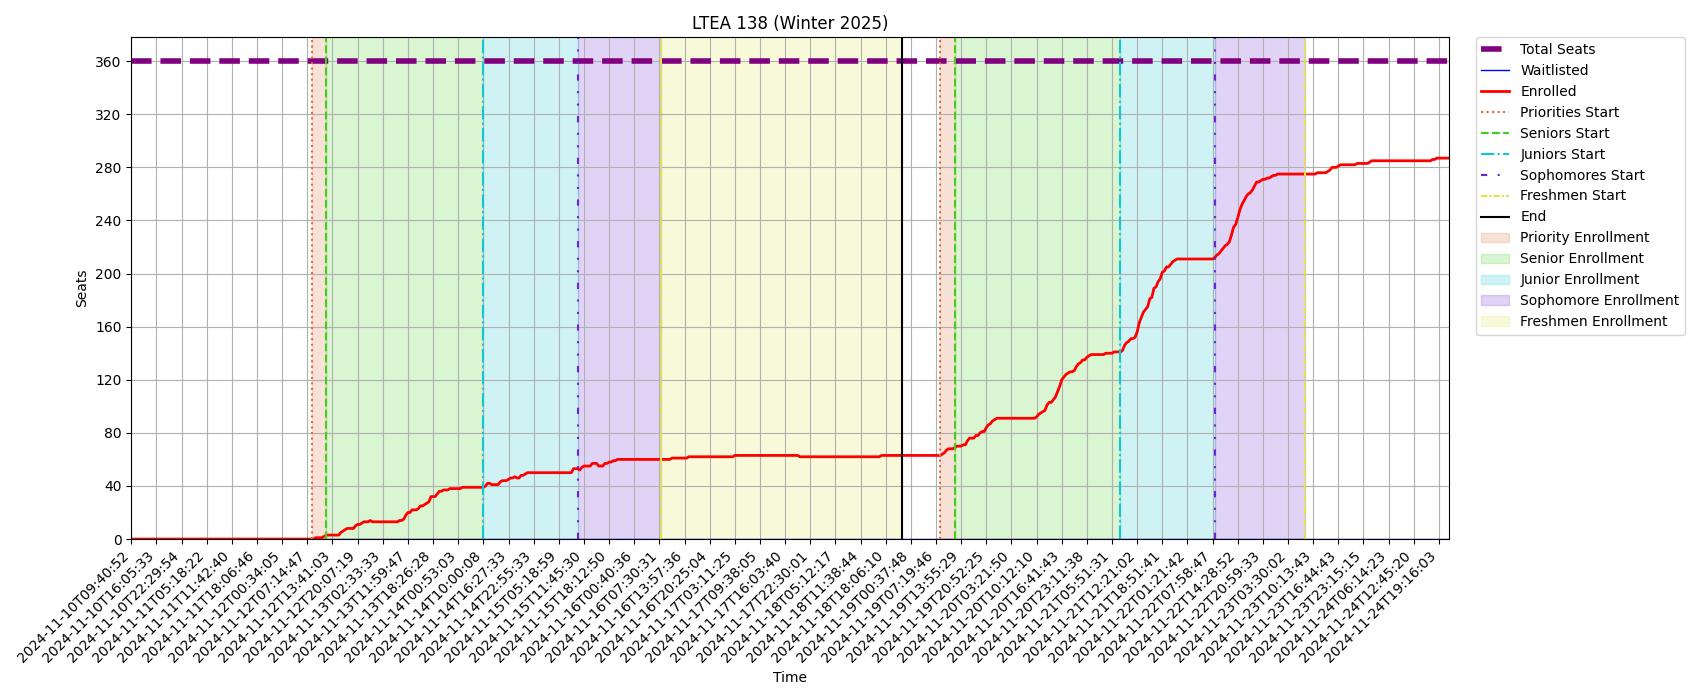 LTEA 138 (Winter 2025)
Seats
360
320
280
240
200
160
120
80
40
0
2024-11-10T09:40:52
2024-11-10T16:05:33
2024-11-10T22:29:54
2024-11-11T05:18:22
2024-11-11T11:42:40
2024-11-11T18:06:46
2024-11-12T00:34:05
2024-11-12T07:14:47
2024-11-12T13:41:03
2024-11-12T20:07:19
2024-11-13T02:33:33
2024-11-13T11:59:47
2024-11-13T18:26:28
2024-11-14T00:53:03
2024-11-14T10:00:08
2024-11-14T16:27:33
2024-11-14T22:55:33
2024-11-15T05:18:59
2024-11-15T11:45:30
2024-11-15T18:12:50
2024-11-16T00:40:36
2024-11-16T07:30:31
2024-11-16T13:57:36
2024-11-16T20:25:04
2024-11-17T03:11:25
2024-11-17T09:38:05
2024-11-17T16:03:40
2024-11-17T22:30:01
2024-11-18T05:12:17
2024-11-18T11:38:44
2024-11-18T18:06:10
2024-11-19T00:37:48
2024-11-19T07:19:46
2024-11-19T13:55:29
2024-11-19T20:52:25
2024-11-20T03:21:50
2024-11-20T10:12:10
2024-11-20T16:41:43
2024-11-20T23:11:38
2024-11-21T05:51:31
2024-11-21T12:21:02
2024-11-21T18:51:41
2024-11-22T01:21:42
2024-11-22T07:58:47
2024-11-22T14:28:52
2024-11-22T20:59:33
2024-11-23T03:30:02
2024-11-23T10:13:43
2024-11-23T16:44:43
2024-11-23T23:15:15
2024-11-24T06:14:23
2024-11-24T12:45:20
2024-11-24T19:16:03
Time
Total Seats
Waitlisted
Enrolled
Priorities Start
Seniors Start
Juniors Start
Sophomores Start
Freshmen Start
End
Priority Enrollment
Senior Enrollment
Junior Enrollment
Sophomore Enrollment
Freshmen Enrollment